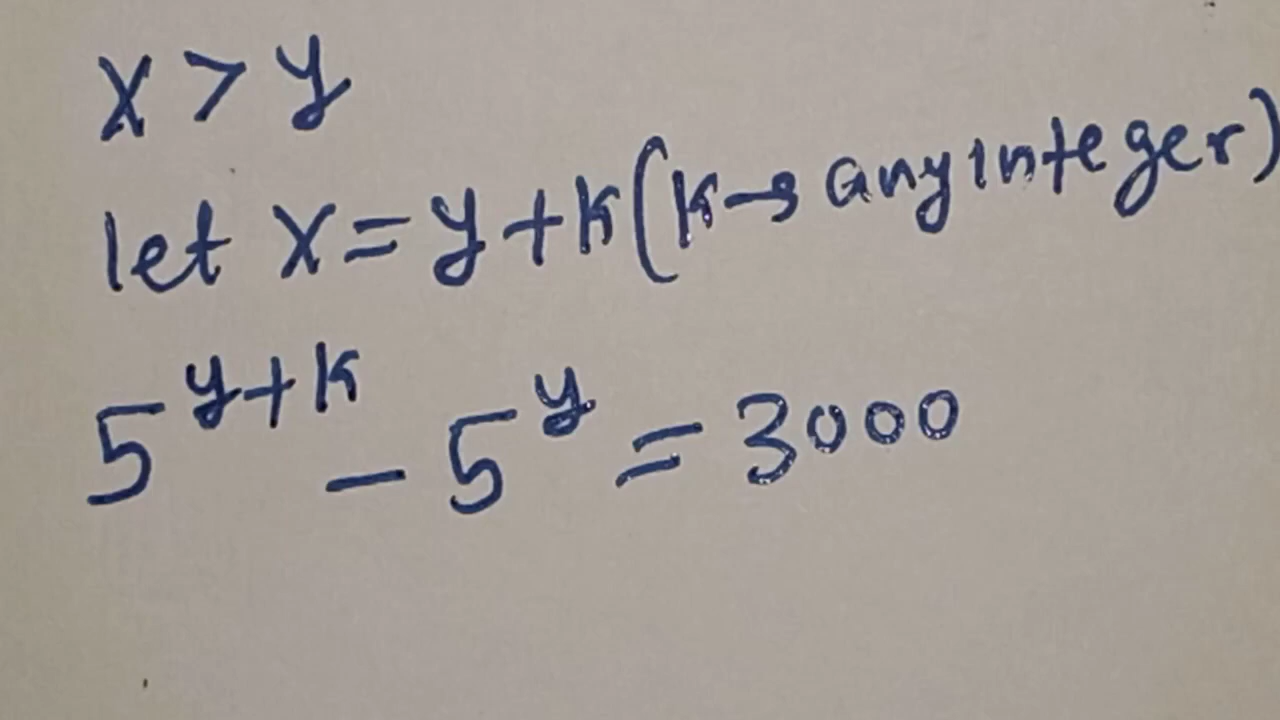 x > y
let x = y + k (k → any integer)
5^{y+k} - 5^y = 3000